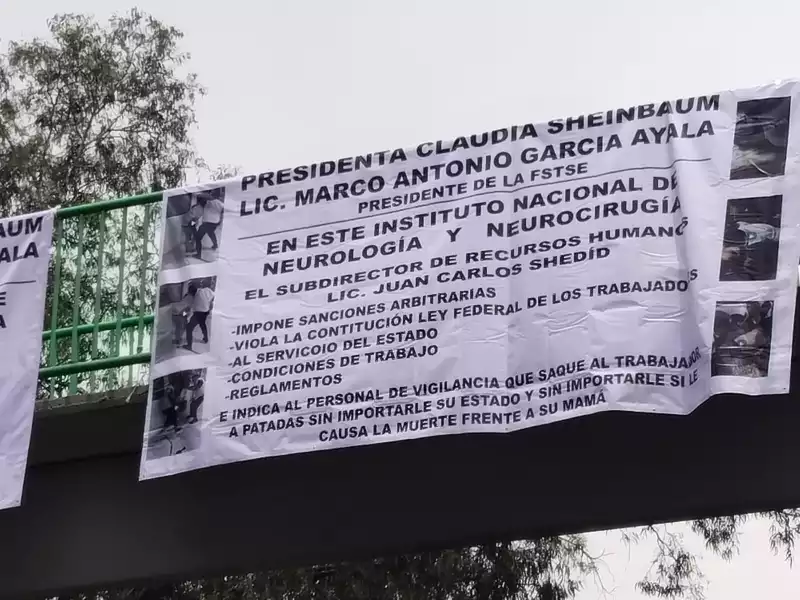 PRESIDENTA CLAUDIA SHEINBAUM
LIC. MARCO ANTONIO GARCIA AYALA
PRESIDENTE DE LA FSTSE
EN ESTE INSTITUTO NACIONAL DE
NEUROLOGÍA Y NEUROCIRUGÍA
EL SUBDIRECTOR DE RECURSOS HUMANOS
LIC. JUAN CARLOS SHEDÍD
-IMPONE SANCIONES ARBITRARIAS
-VIOLA LA CONTITUCIÓN LEY FEDERAL DE LOS TRABAJADORES
-AL SERVICOIO DEL ESTADO
-CONDICIONES DE TRABAJO
-REGLAMENTOS
E INDICA AL PERSONAL DE VIGILANCIA QUE SAQUE AL TRABAJADOR
A PATADAS SIN IMPORTARLE SU ESTADO Y SIN IMPORTARLE SI LE
CAUSA LA MUERTE FRENTE A SU MAMÁ
AUM
YALA
E
A